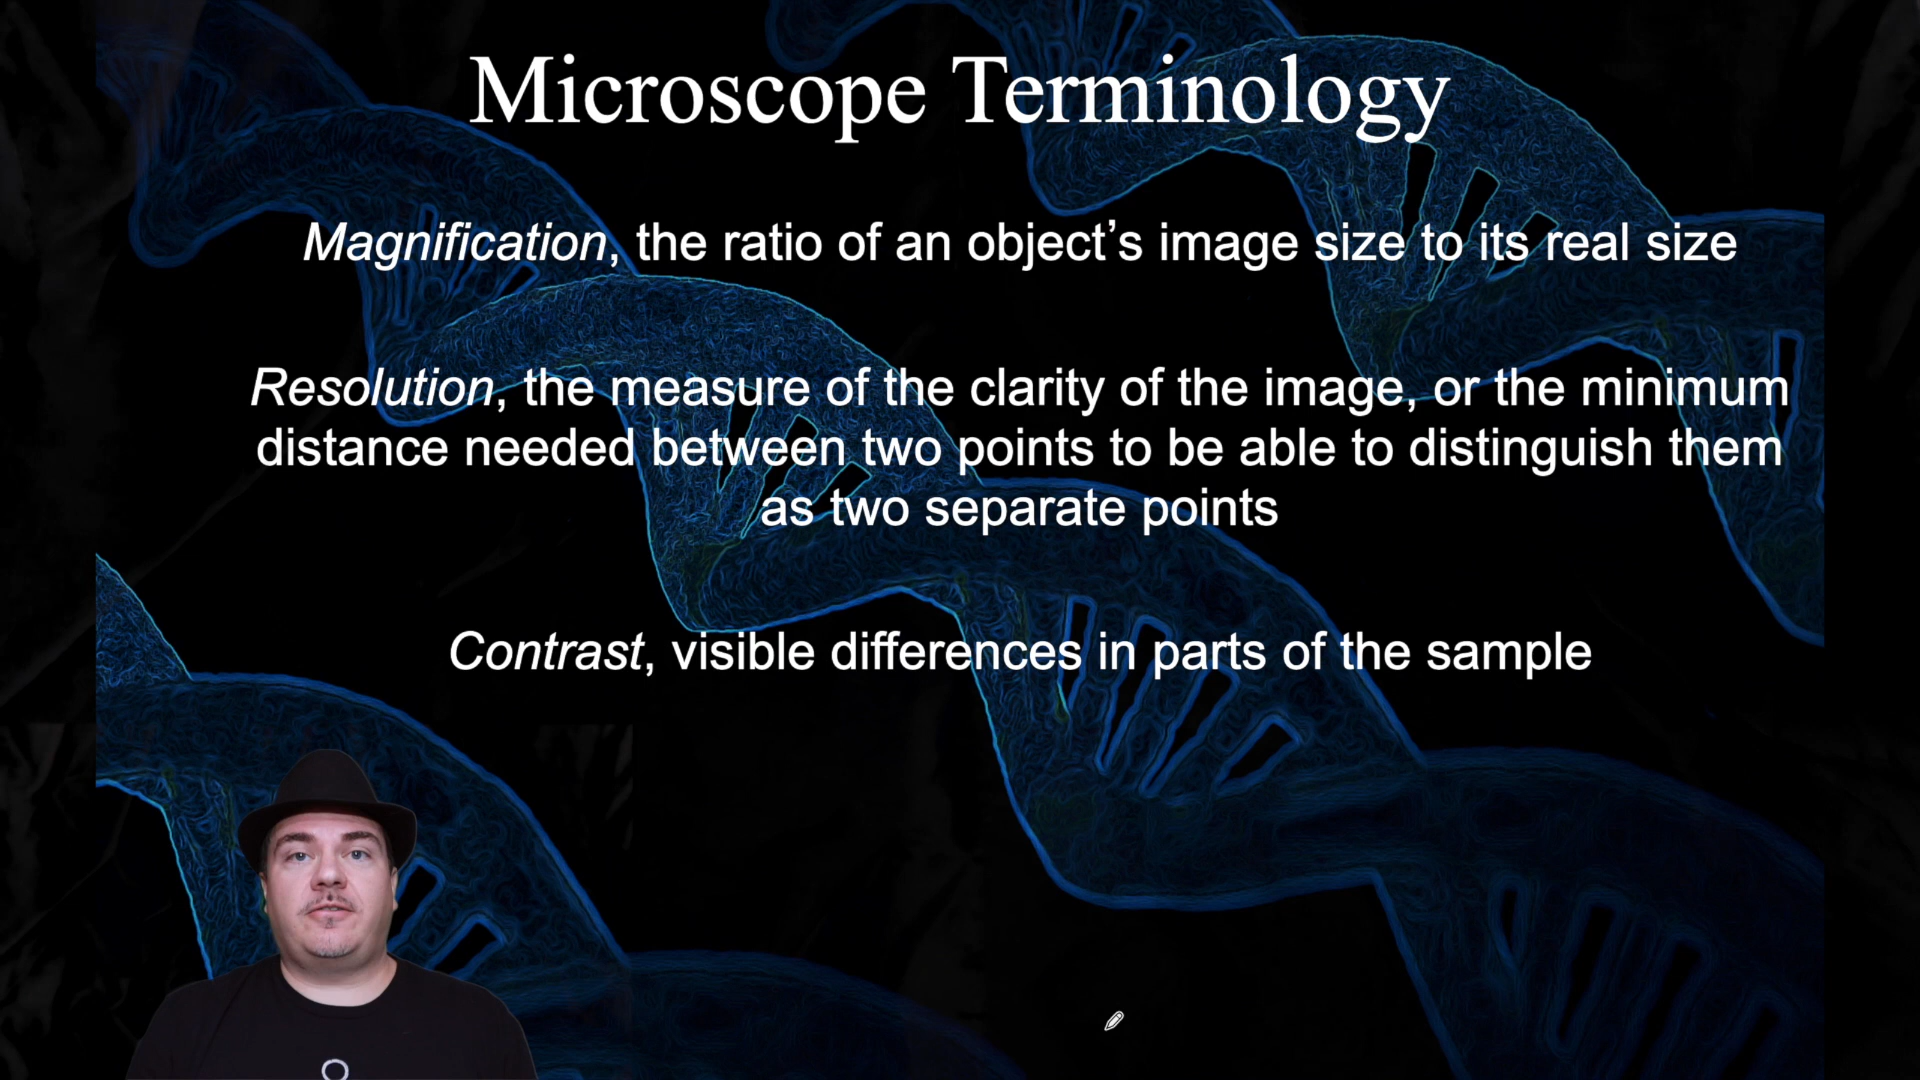 Microscope Terminology
Magnification, the ratio of an object’s image size to its real size
Resolution, the measure of the clarity of the image, or the minimum
distance needed between two points to be able to distinguish them
as two separate points
Contrast, visible differences in parts of the sample